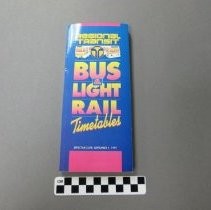 REGIONAL
TRANSIT
BUS
LIGHT
RAIL
Timetables